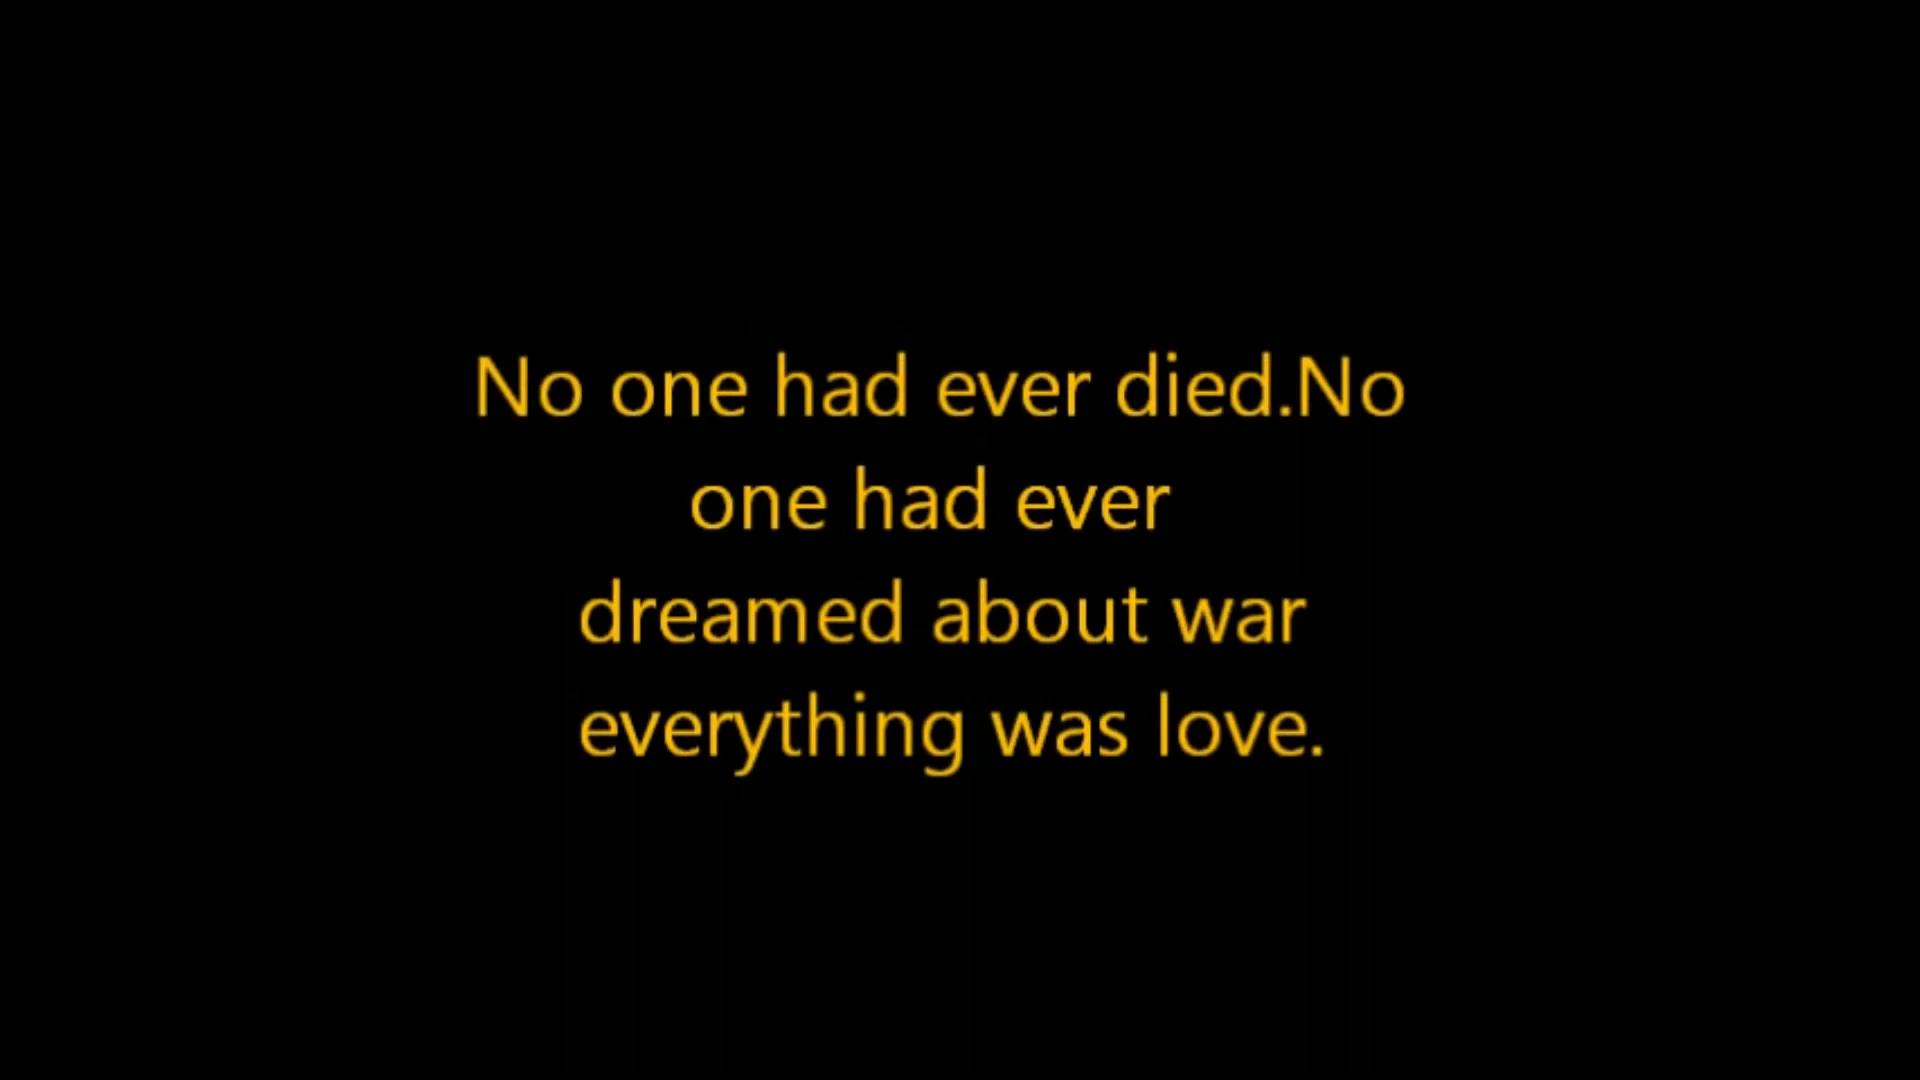 No one had ever died.No
one had ever
dreamed about war
everything was love.